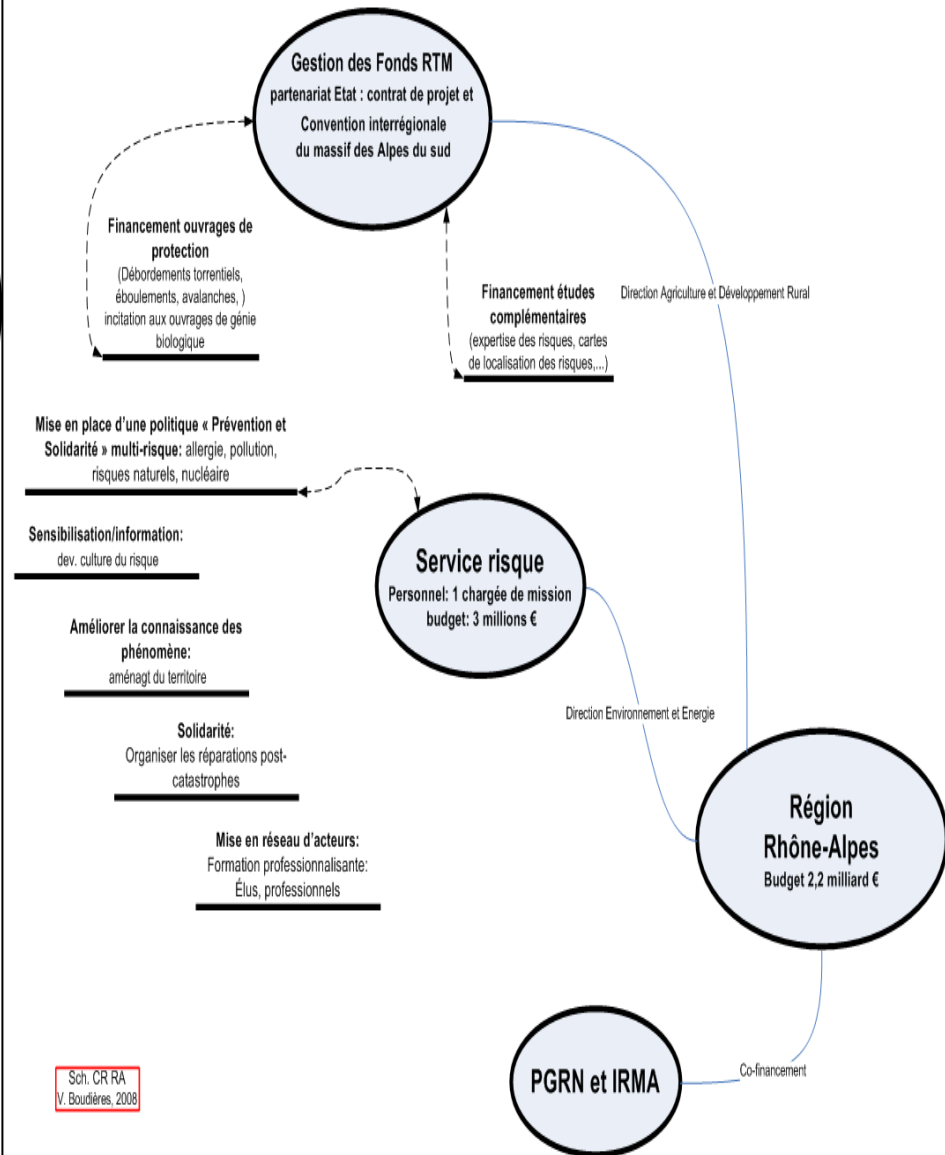 Gestion des Fonds RTM
partenariat Etat : contrat de projet et
Convention interrégionale
du massif des Alpes du sud
Financement ouvrages de
protection
(Débordements torrentiels,
éboulements, avalanches, )
incitation aux ouvrages de génie
biologique
Financement études
complémentaires
(expertise des risques, cartes
de localisation des risques,...)
Direction Agriculture et Développement Rural
Mise en place d'une politique « Prévention et
Solidarité » multi-risque: allergie, pollution,
risques naturels, nucléaire
Sensibilisation/information:
dev. culture du risque
Service risque
Personnel: 1 chargée de mission
budget: 3 millions €
Améliorer la connaissance des
phénomène:
aménagt du territoire
Solidarité:
Organiser les réparations post-
catastrophes
Direction Environnement et Energie
Mise en réseau d'acteurs:
Formation professionnalisante:
Élus, professionnels
Région
Rhône-Alpes
Budget 2,2 milliard €
PGRN et IRMA
Co-financement
Sch. CR RA
V. Boudières, 2008